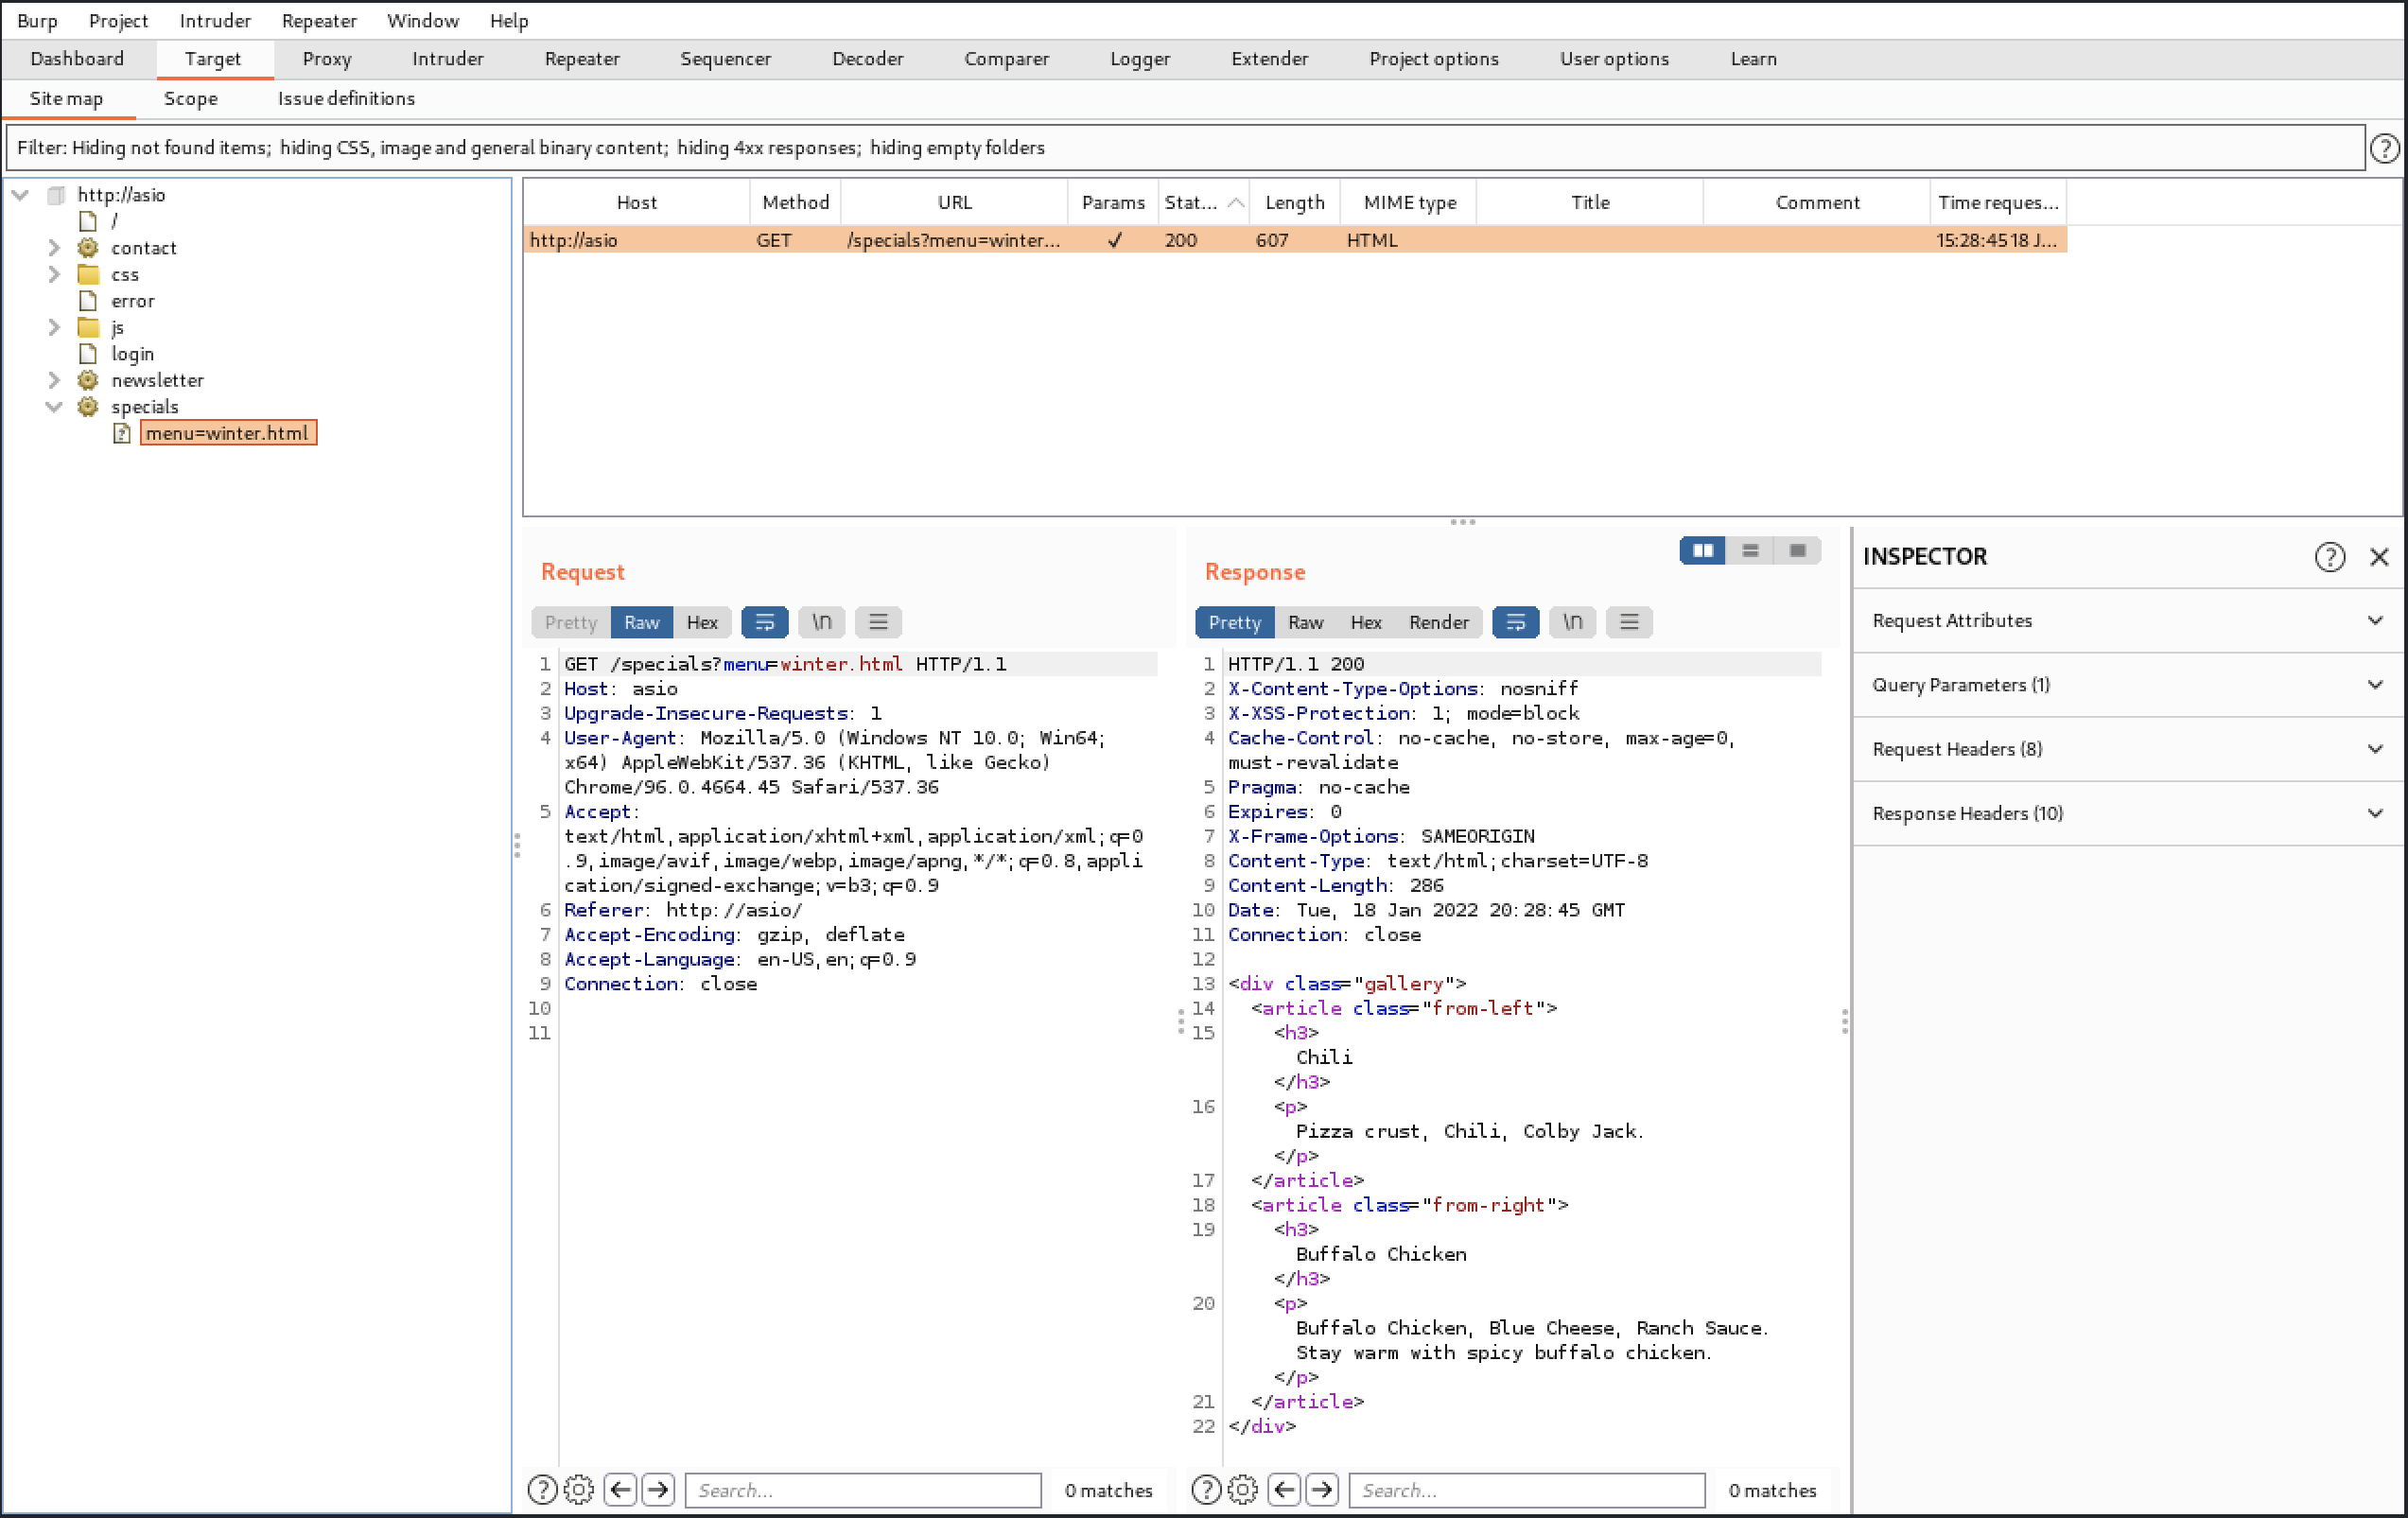 Burp Project Intruder Repeater Window Help
Dashboard Target Proxy Intruder Repeater Sequencer Decoder Comparer Logger Extender Project options User options Learn
Site map Scope Issue definitions
Filter: Hiding not found items; hiding CSS, image and general binary content; hiding 4xx responses; hiding empty folders ?
http://asio
/
contact
css
error
js
login
newsletter
specials
menu=winter.html
Host Method URL Params Stat... Length MIME type Title Comment Time reques...
http://asio GET /specials?menu=winter... ✓ 200 607 HTML 15:28:45 18 J...
Request
Pretty Raw Hex \n
1 GET /specials?menu=winter.html HTTP/1.1
2 Host: asio
3 Upgrade-Insecure-Requests: 1
4 User-Agent: Mozilla/5.0 (Windows NT 10.0; Win64;
x64) AppleWebKit/537.36 (KHTML, like Gecko)
Chrome/96.0.4664.45 Safari/537.36
5 Accept:
text/html,application/xhtml+xml,application/xml;q=0
.9,image/avif,image/webp,image/apng,*/*;q=0.8,appli
cation/signed-exchange;v=b3;q=0.9
6 Referer: http://asio/
7 Accept-Encoding: gzip, deflate
8 Accept-Language: en-US,en;q=0.9
9 Connection: close
10
11
? Search... 0 matches
Response
Pretty Raw Hex Render \n
1 HTTP/1.1 200
2 X-Content-Type-Options: nosniff
3 X-XSS-Protection: 1; mode=block
4 Cache-Control: no-cache, no-store, max-age=0,
must-revalidate
5 Pragma: no-cache
6 Expires: 0
7 X-Frame-Options: SAMEORIGIN
8 Content-Type: text/html;charset=UTF-8
9 Content-Length: 286
10 Date: Tue, 18 Jan 2022 20:28:45 GMT
11 Connection: close
12
13 <div class="gallery">
14 <article class="from-left">
15 <h3>
Chili
</h3>
16 <p>
Pizza crust, Chili, Colby Jack.
</p>
17 </article>
18 <article class="from-right">
19 <h3>
Buffalo Chicken
</h3>
20 <p>
Buffalo Chicken, Blue Cheese, Ranch Sauce.
Stay warm with spicy buffalo chicken.
</p>
21 </article>
22 </div>
? Search... 0 matches
INSPECTOR ?
Request Attributes
Query Parameters (1)
Request Headers (8)
Response Headers (10)